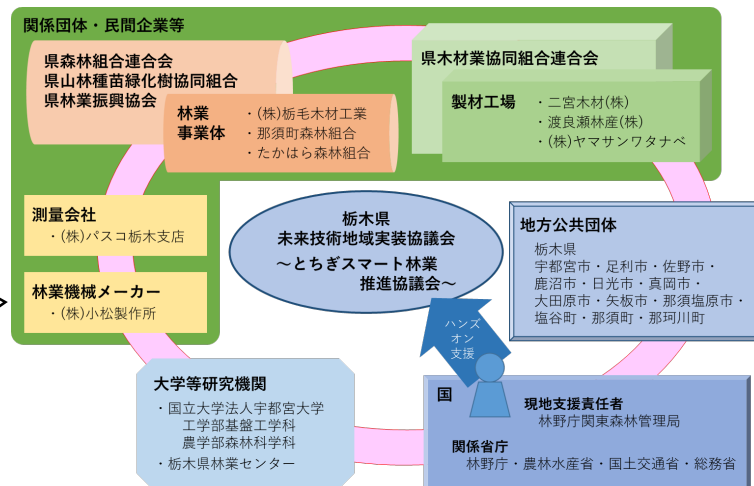 関係団体・民間企業等
県森林組合連合会
県山林種苗緑化樹協同組合
県林業振興協会
林業
事業体
・(株)栃毛木材工業
・那須町森林組合
・たかはら森林組合
県木材業協同組合連合会
製材工場
・二宮木材(株)
・渡良瀬林産(株)
・(株)ヤマサンワタナベ
測量会社
・(株)パスコ栃木支店
林業機械メーカー
・(株)小松製作所
栃木県
未来技術地域実装協議会
～とちぎスマート林業
推進協議会～
地方公共団体
栃木県
宇都宮市・足利市・佐野市・
鹿沼市・日光市・真岡市・
大田原市・矢板市・那須塩原市・
塩谷町・那須町・那珂川町
ハンズ
オン
支援
大学等研究機関
・国立大学法人宇都宮大学
工学部基盤工学科
農学部森林科学科
・栃木県林業センター
国
現地支援責任者
林野庁関東森林管理局
関係省庁
林野庁・農林水産省・国土交通省・総務省